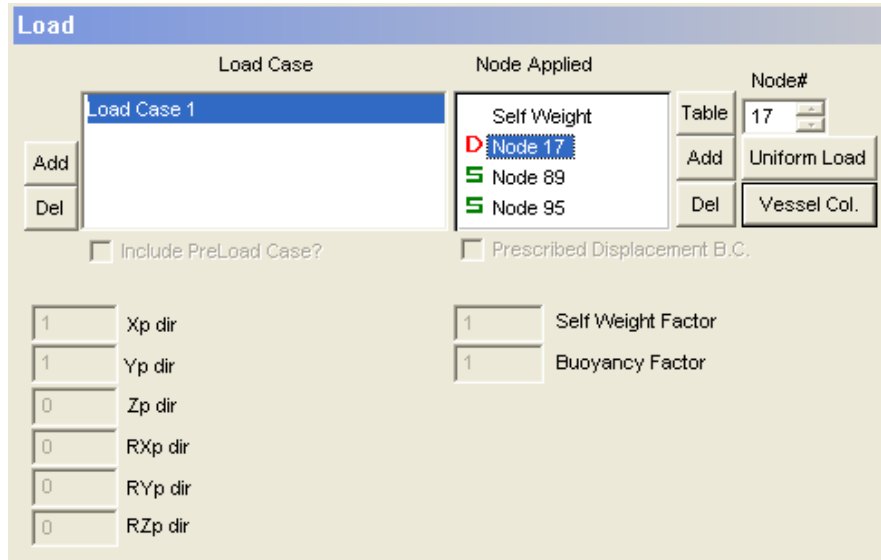 Load
Load Case
Node Applied
Node#
Load Case 1
Self Weight
D Node 17
S Node 89
S Node 95
Table
17
Add
Uniform Load
Del
Vessel Col.
Add
Del
Include PreLoad Case?
Prescribed Displacement B.C.
1 Xp dir
1 Self Weight Factor
1 Yp dir
1 Buoyancy Factor
0 Zp dir
0 RXp dir
0 RYp dir
0 RZp dir